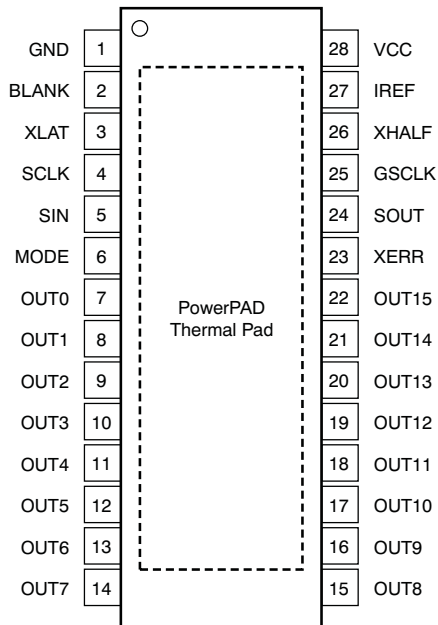 GND 1 28 VCC
BLANK 2 27 IREF
XLAT 3 26 XHALF
SCLK 4 25 GSCLK
SIN 5 24 SOUT
MODE 6 23 XERR
OUT0 7 22 OUT15
PowerPAD
Thermal Pad
OUT1 8 21 OUT14
OUT2 9 20 OUT13
OUT3 10 19 OUT12
OUT4 11 18 OUT11
OUT5 12 17 OUT10
OUT6 13 16 OUT9
OUT7 14 15 OUT8